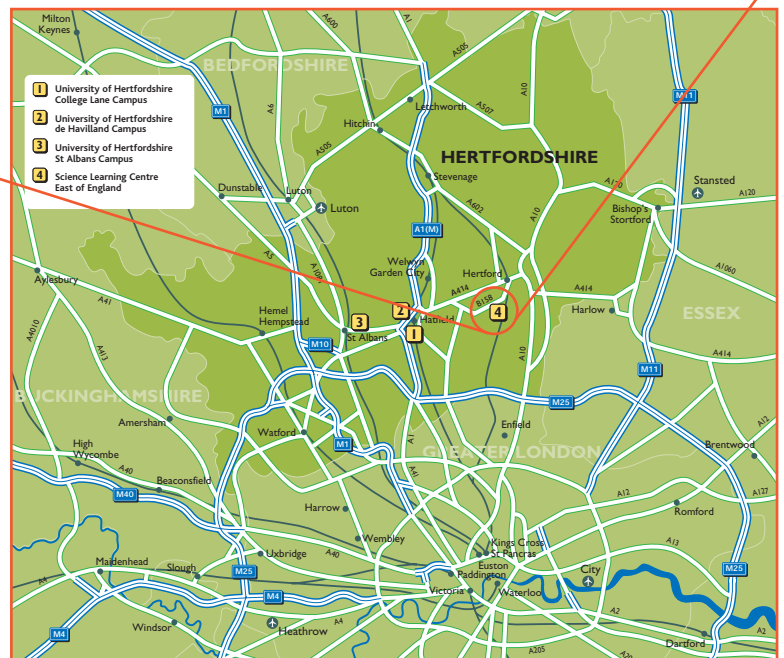 Milton
Keynes
A600
A1
A505
BEDFORDSHIRE
M11
1 University of Hertfordshire
College Lane Campus
2 University of Hertfordshire
de Havilland Campus
3 University of Hertfordshire
St Albans Campus
4 Science Learning Centre
East of England
M1
A6
A10
Letchworth
A507
Hitchin
A505
HERTFORDSHIRE
Stevenage
Stansted
A120
A120
Dunstable
Luton
Luton
A602
A10
Bishop's
Stortford
A1(M)
A5
A1081
Welwyn
Garden City
Hertford
A1060
Aylesbury
A41
A414
A414
B158
Hemel
Hempstead
3
2
Hatfield
4
Harlow
ESSEX
A4010
A413
St Albans
1
M10
A10
A414
M11
BUCKINGHAMSHIRE
M25
Amersham
Watford
M1
A1
Enfield
GREATER LONDON
A12
Brentwood
High
Wycombe
A40
A41
Beaconsfield
M40
A12
A127
Harrow
Romford
Wembley
Kings Cross
St Pancras
A13
Uxbridge
A40
Maidenhead
Slough
M25
Euston
Paddington
City
M25
A4
M4
Victoria
Waterloo
M4
Windsor
Heathrow
A4
A2
A2
A205
A20
Dartford